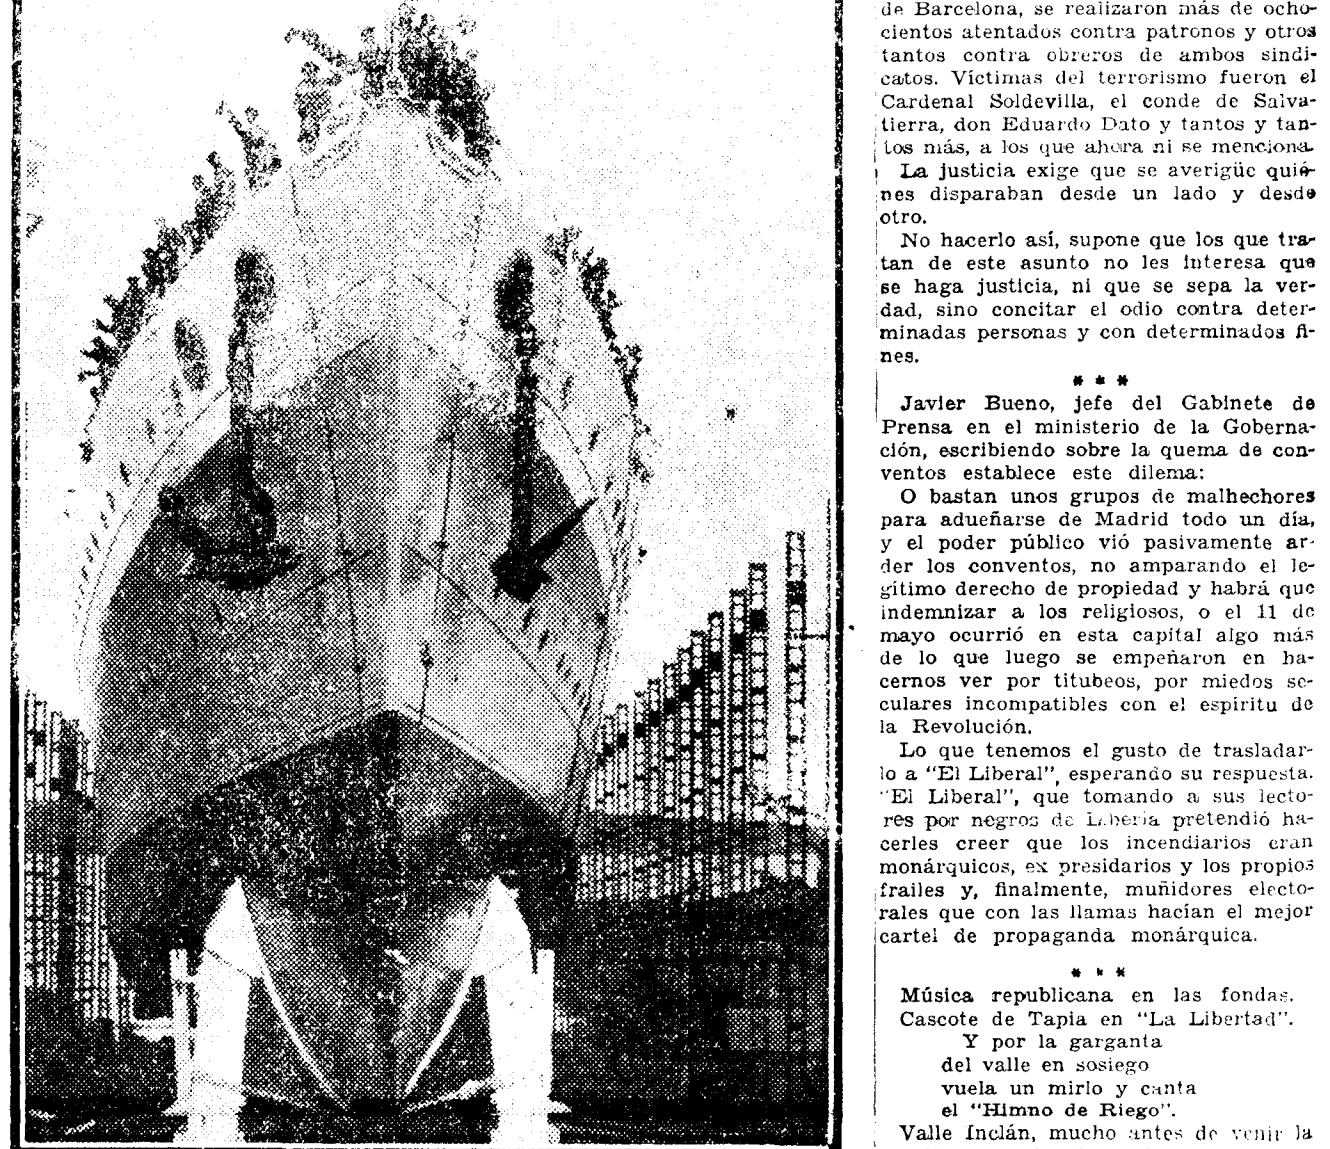 de Barcelona, se realizaron más de ocho-
cientos atentados contra patronos y otros
tantos contra obreros de ambos sindi-
catos. Víctimas del terrorismo fueron el
Cardenal Soldevilla, el conde de Salva-
tierra, don Eduardo Dato y tantos y tan-
tos más, a los que ahora ni se menciona.
La justicia exige que se averigüe quié-
nes disparaban desde un lado y desde
otro.
No hacerlo así, supone que los que tra-
tan de este asunto no les interesa que
se haga justicia, ni que se sepa la ver-
dad, sino concitar el odio contra deter-
minadas personas y con determinados fi-
nes.
* * *
Javier Bueno, jefe del Gabinete de
Prensa en el ministerio de la Goberna-
ción, escribiendo sobre la quema de con-
ventos establece este dilema:
O bastan unos grupos de malhechores
para adueñarse de Madrid todo un día,
y el poder público vió pasivamente ar-
der los conventos, no amparando el le-
gítimo derecho de propiedad y habrá que
indemnizar a los religiosos, o el 11 de
mayo ocurrió en esta capital algo más
de lo que luego se empeñaron en ha-
cernos ver por titubeos, por miedos se-
culares incompatibles con el espíritu de
la Revolución.
Lo que tenemos el gusto de trasladar-
lo a "El Liberal", esperando su respuesta.
"El Liberal", que tomando a sus lecto-
res por negros de Liberia pretendió ha-
cerles creer que los incendiarios eran
monárquicos, ex presidarios y los propios
frailes y, finalmente, muñidores electo-
rales que con las llamas hacían el mejor
cartel de propaganda monárquica.
* * *
Música republicana en las fondas.
Cascote de Tapia en "La Libertad".
Y por la garganta
del valle en sosiego
vuela un mirlo y canta
el "Himno de Riego".
Valle Inclán, mucho antes de venir la